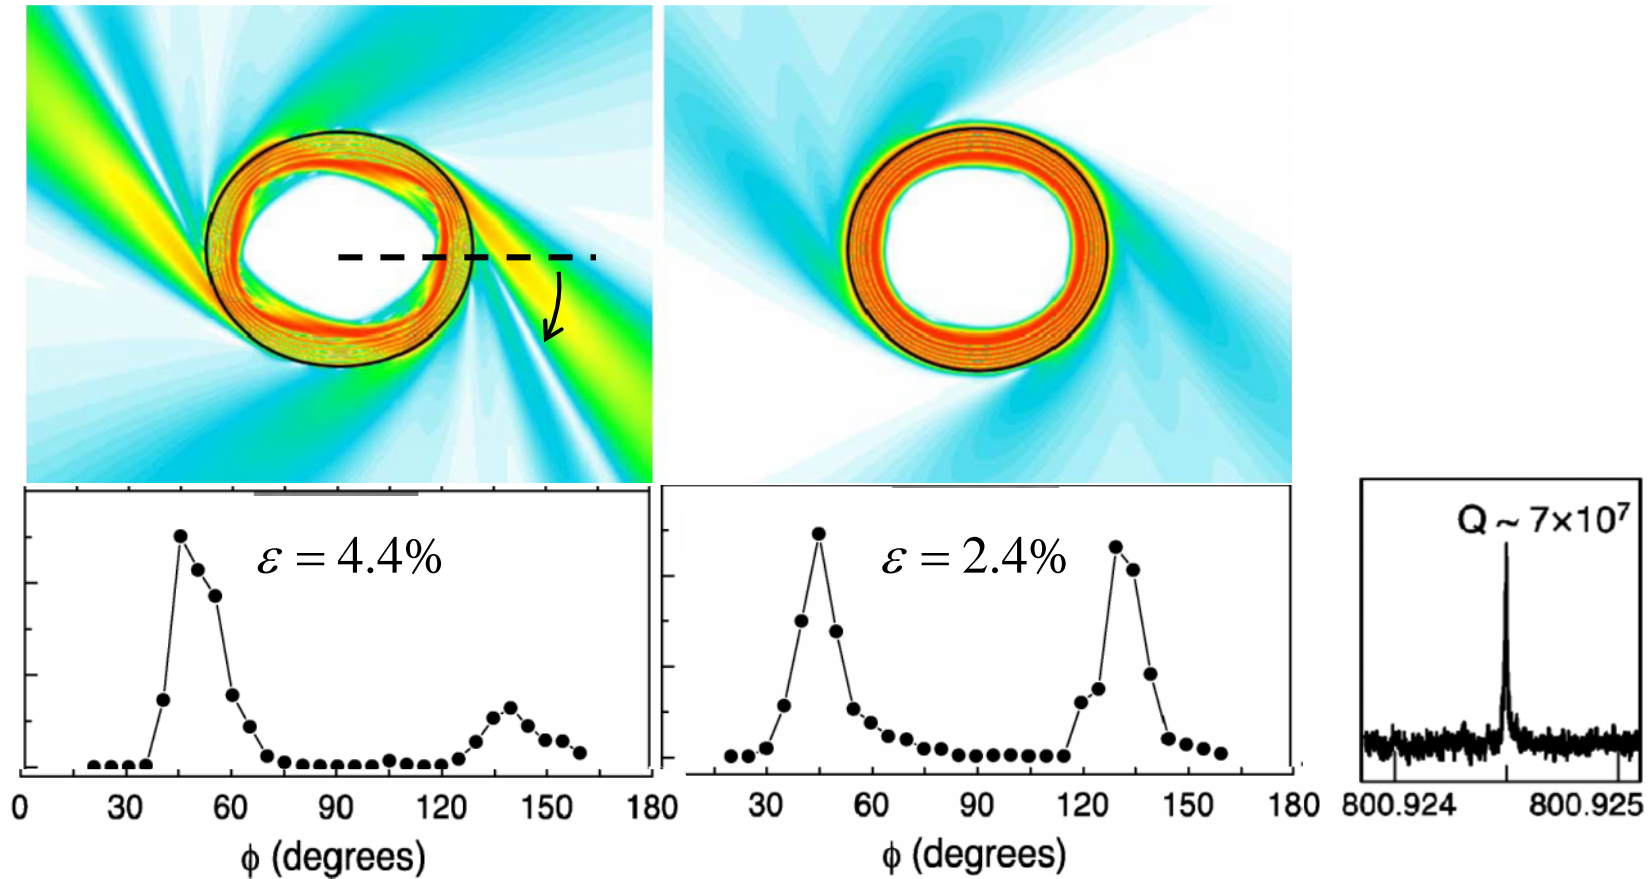 ε = 4.4%
0 30 60 90 120 150 180
ϕ (degrees)
ε = 2.4%
30 60 90 120 150 180
ϕ (degrees)
Q ~ 7×10⁷
800.924 800.925